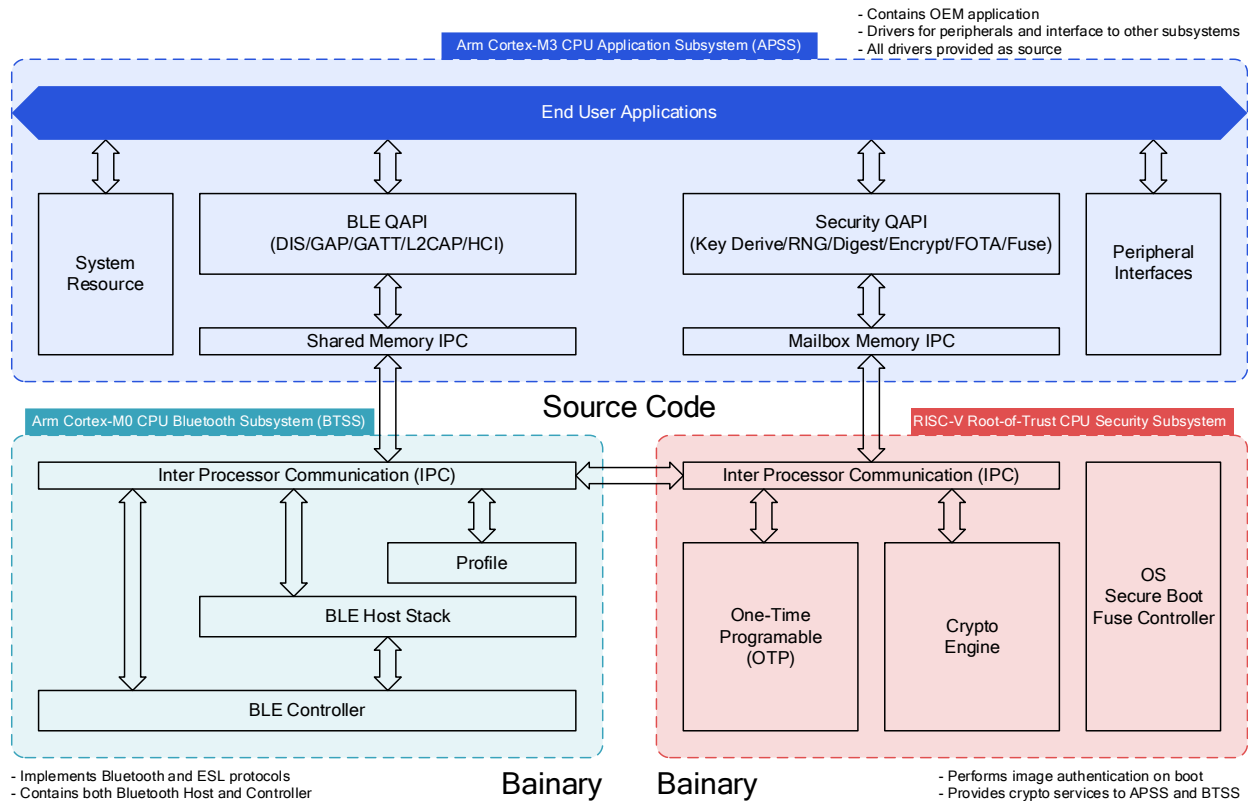 - Contains OEM application
- Drivers for peripherals and interface to other subsystems
- All drivers provided as source
Arm Cortex-M3 CPU Application Subsystem (APSS)
End User Applications
System
Resource
BLE QAPI
(DIS/GAP/GATT/L2CAP/HCI)
Security QAPI
(Key Derive/RNG/Digest/Encrypt/FOTA/Fuse)
Peripheral
Interfaces
Shared Memory IPC
Mailbox Memory IPC
Source Code
Arm Cortex-M0 CPU Bluetooth Subsystem (BTSS)
RISC-V Root-of-Trust CPU Security Subsystem
Inter Processor Communication (IPC)
Inter Processor Communication (IPC)
Profile
BLE Host Stack
BLE Controller
One-Time
Programable
(OTP)
Crypto
Engine
OS
Secure Boot
Fuse Controller
- Implements Bluetooth and ESL protocols
- Contains both Bluetooth Host and Controller
Bainary
Bainary
- Performs image authentication on boot
- Provides crypto services to APSS and BTSS